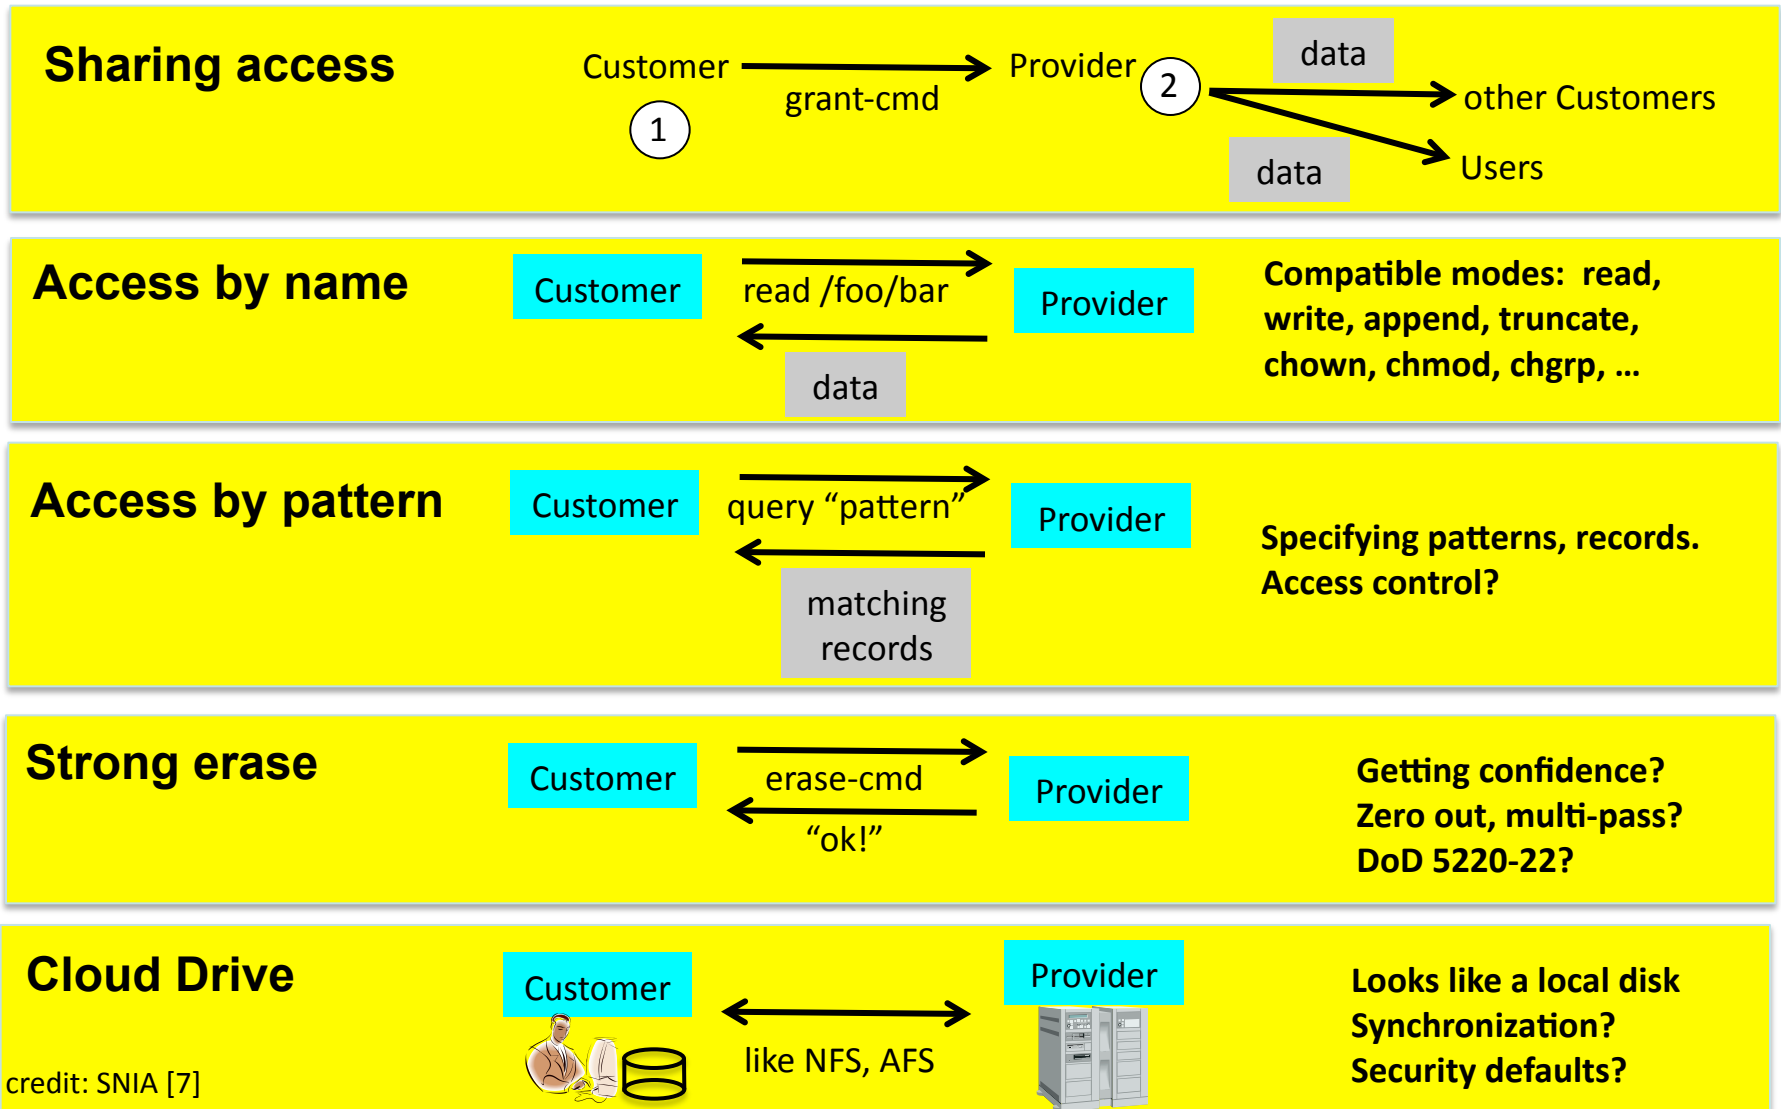 Sharing access
Customer
grant-cmd
Provider
1
2
data
other Customers
data
Users
Access by name
Customer
read /foo/bar
Provider
data
Compatible modes:  read,
write, append, truncate,
chown, chmod, chgrp, …
Access by pattern
Customer
query “pattern”
Provider
matching
records
Specifying patterns, records.
Access control?
Strong erase
Customer
erase-cmd
“ok!”
Provider
Getting confidence?
Zero out, multi-pass?
DoD 5220-22?
Cloud Drive
Customer
like NFS, AFS
Provider
Looks like a local disk
Synchronization?
Security defaults?
credit: SNIA [7]